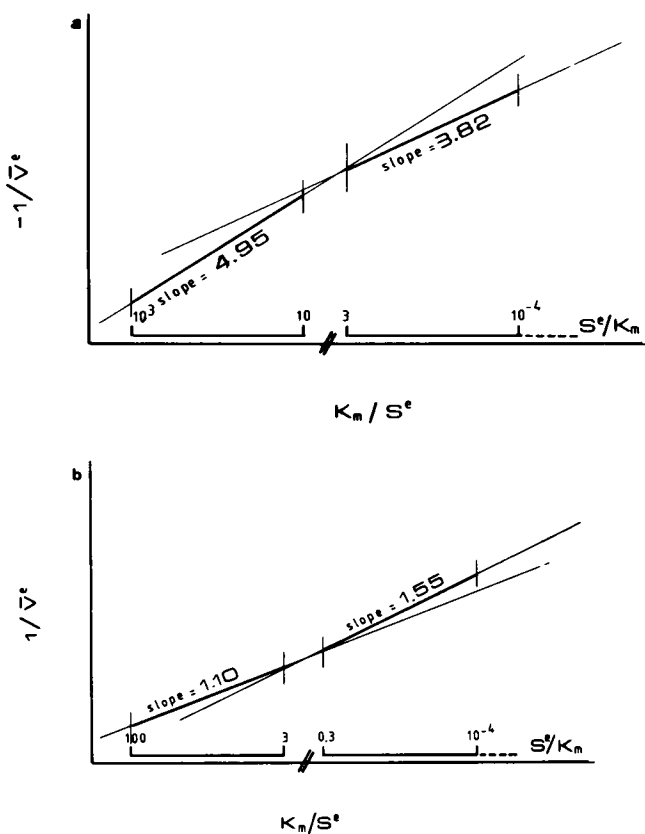 a
-1/V̄ᵉ
slope = 4.95
slope = 3.82
10³ 10 3 10⁻⁴ Sᵉ/Kₘ
Kₘ/Sᵉ
b
1/V̄ᵉ
slope = 1.10
slope = 1.55
100 3 0.3 10⁻⁴ Sᵉ/Kₘ
Kₘ/Sᵉ